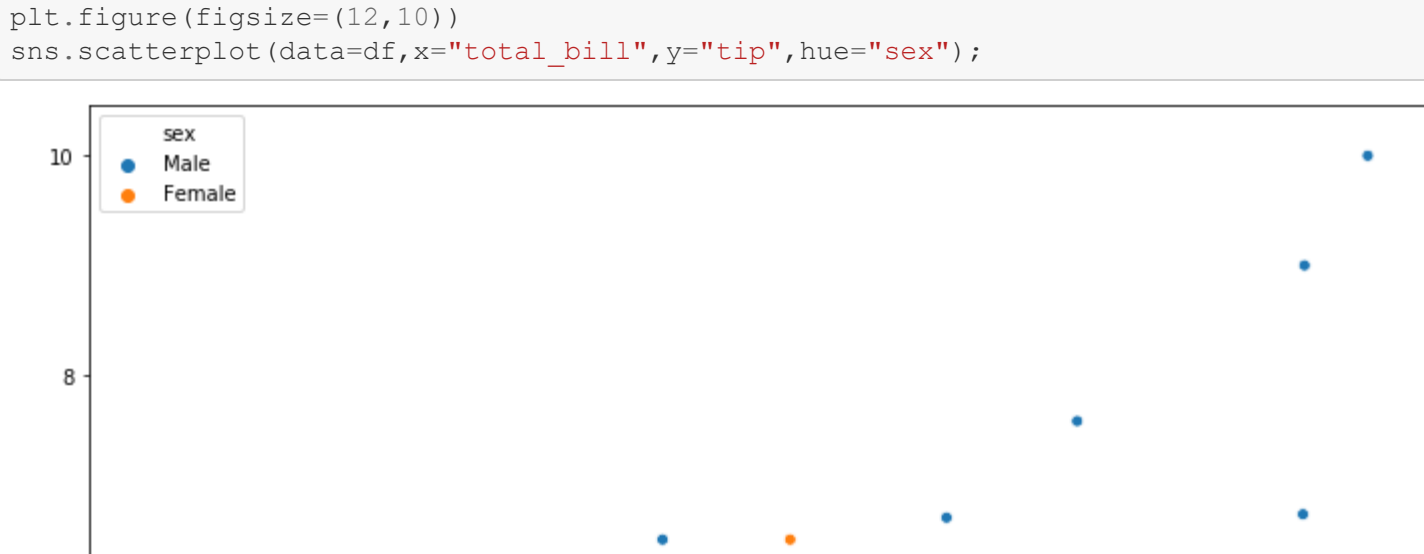 plt.figure(figsize=(12,10))
sns.scatterplot(data=df,x="total_bill",y="tip",hue="sex");
sex
Male
Female
10
8